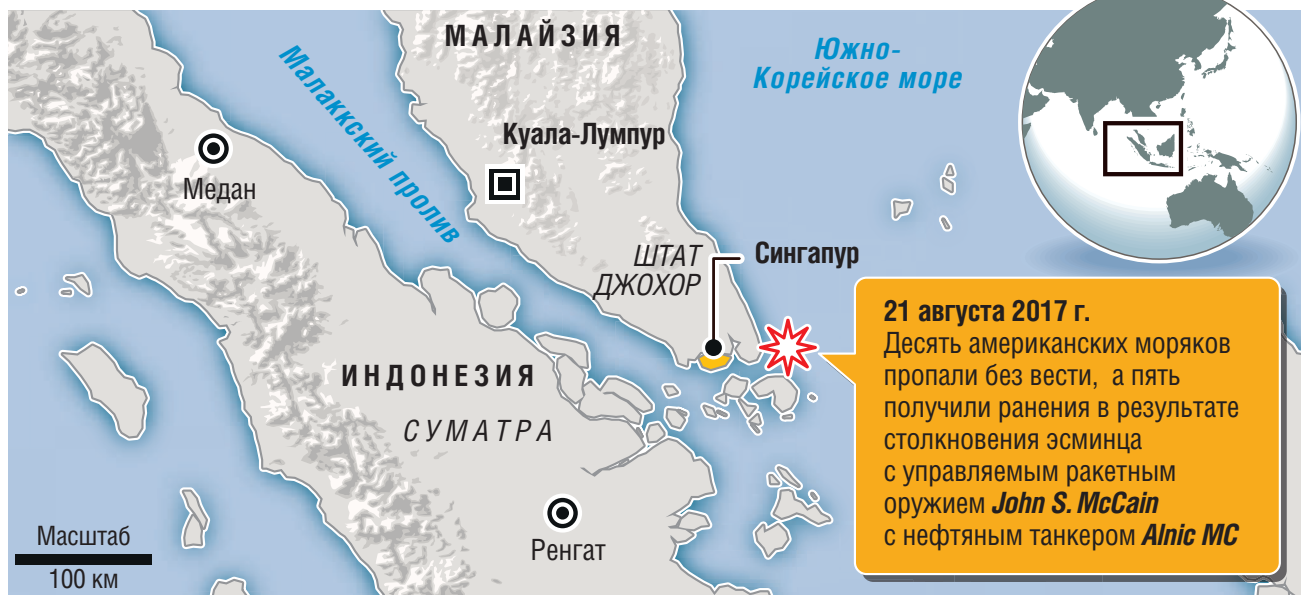 МАЛАЙЗИЯ
Южно-
Корейское море
Малаккский пролив
Куала-Лумпур
Медан
ШТАТ
ДЖОХОР
Сингапур
21 августа 2017 г.
Десять американских моряков
пропали без вести, а пять
получили ранения в результате
столкновения эсминца
с управляемым ракетным
оружием John S. McCain
с нефтяным танкером Alnic MC
ИНДОНЕЗИЯ
СУМАТРА
Ренгат
Масштаб
100 км